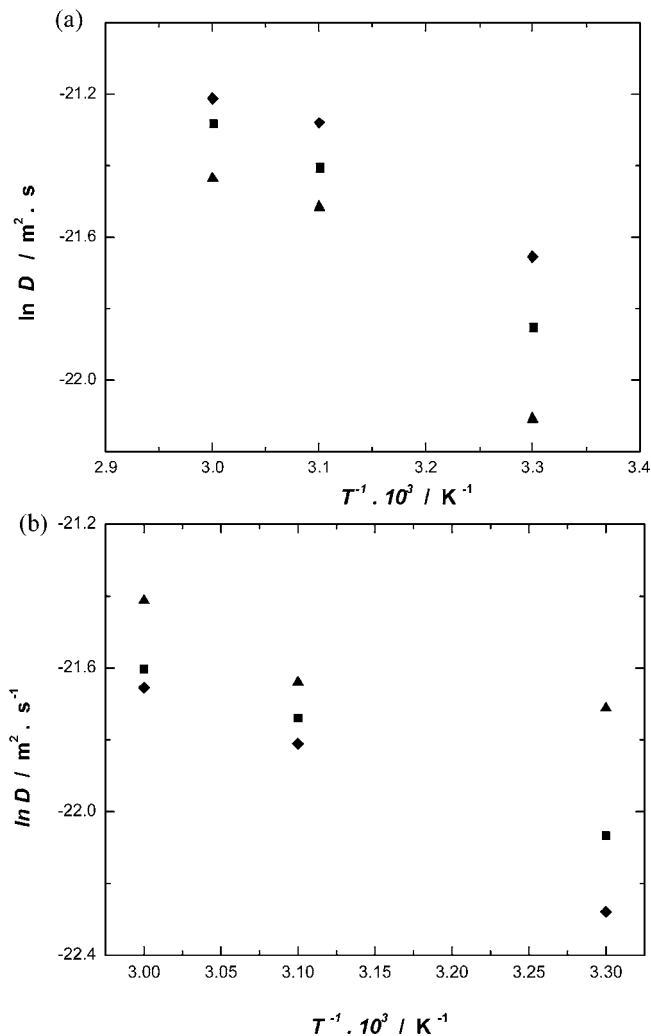 (a)
-21.2
-21.6
-22.0
ln D / m². s
2.9 3.0 3.1 3.2 3.3 3.4
T⁻¹ . 10³ / K⁻¹
(b)
-21.2
-21.6
-22.0
-22.4
ln D / m². s⁻¹
3.00 3.05 3.10 3.15 3.20 3.25 3.30
T⁻¹ . 10³ / K⁻¹